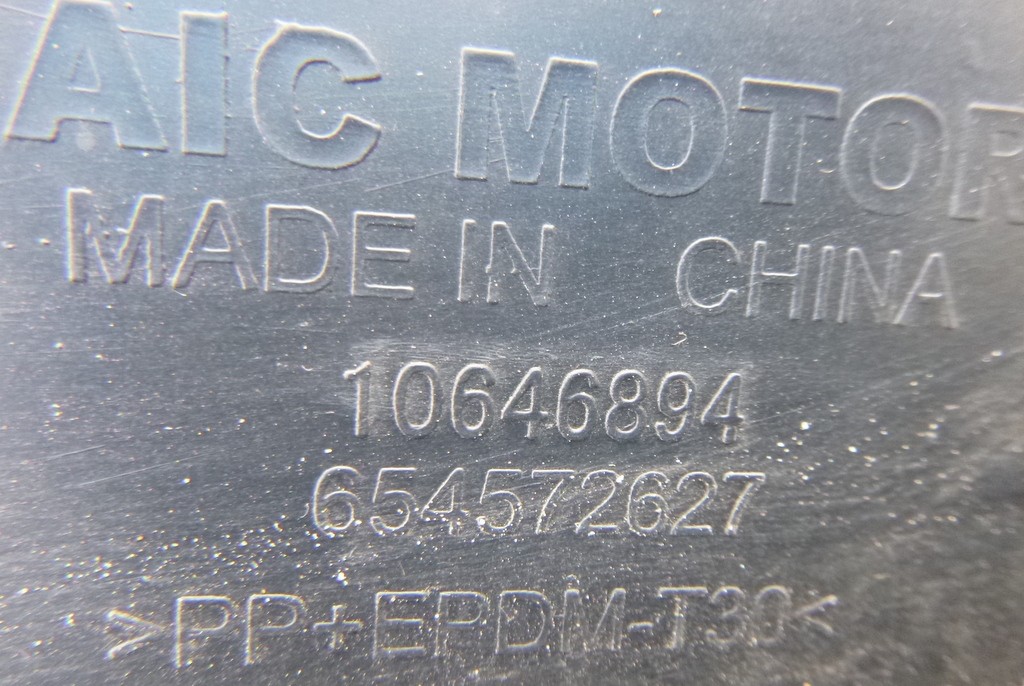 AIC MOTOR
MADE IN CHINA
10646894
654572627
>PP+EPDM-T30<